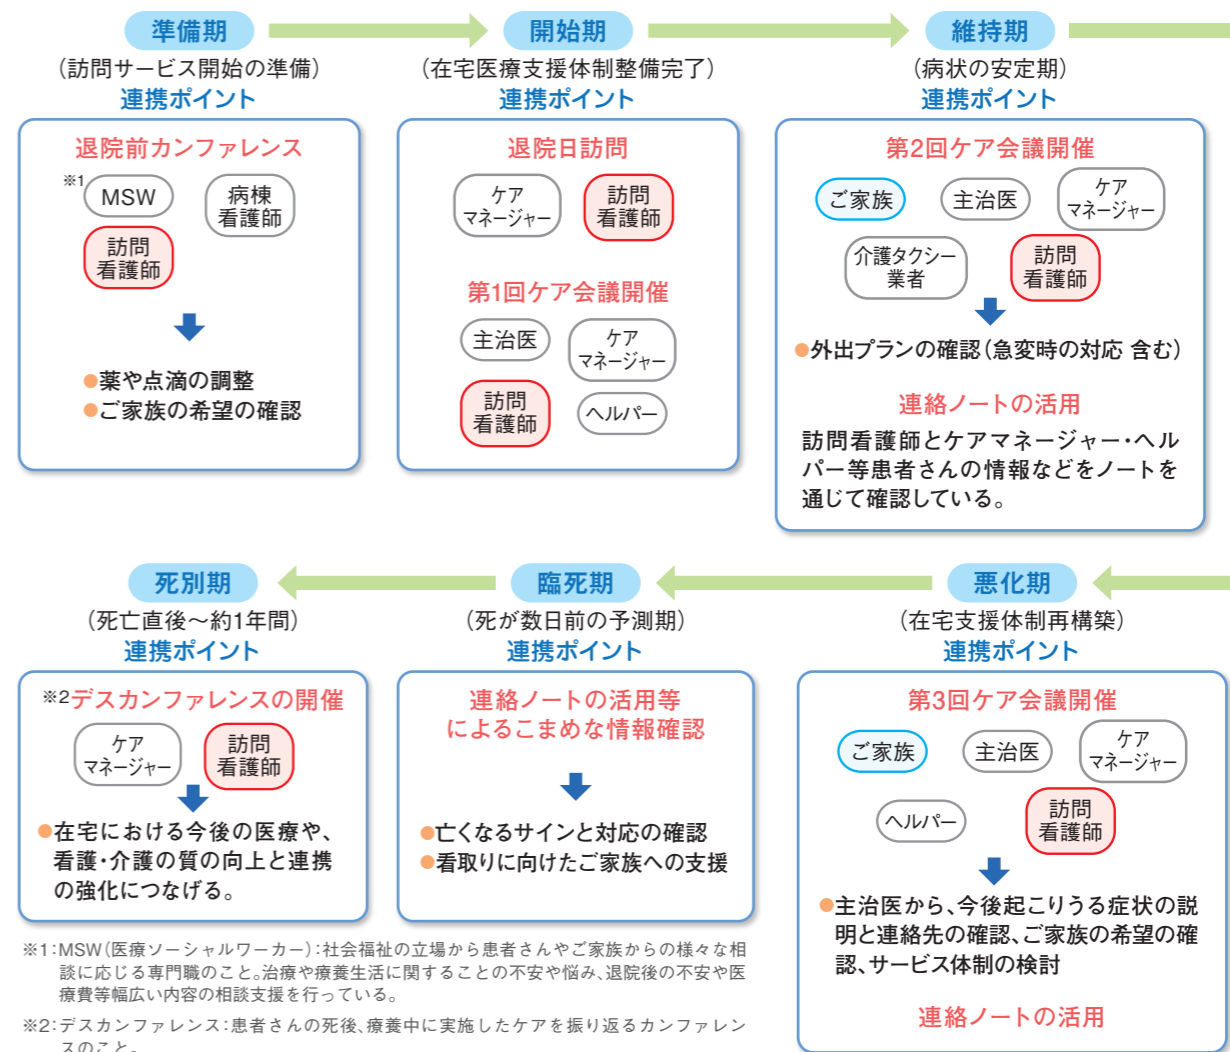 準備期
(訪問サービス開始の準備)
連携ポイント
退院前カンファレンス
※1
MSW
病棟
看護師
訪問
看護師
●薬や点滴の調整
●ご家族の希望の確認
開始期
(在宅医療支援体制整備完了)
連携ポイント
退院日訪問
ケア
マネージャー
訪問
看護師
第1回ケア会議開催
主治医
ケア
マネージャー
訪問
看護師
ヘルパー
維持期
(病状の安定期)
連携ポイント
第2回ケア会議開催
ご家族
主治医
ケア
マネージャー
介護タクシー
業者
訪問
看護師
●外出プランの確認(急変時の対応 含む)
連絡ノートの活用
訪問看護師とケアマネージャー・ヘル
パー等患者さんの情報などをノートを
通じて確認している。
悪化期
(在宅支援体制再構築)
連携ポイント
第3回ケア会議開催
ご家族
主治医
ケア
マネージャー
ヘルパー
訪問
看護師
●主治医から、今後起こりうる症状の説
明と連絡先の確認、ご家族の希望の確
認、サービス体制の検討
連絡ノートの活用
臨死期
(死が数日前の予測期)
連携ポイント
連絡ノートの活用等
によるこまめな情報確認
●亡くなるサインと対応の確認
●看取りに向けたご家族への支援
死別期
(死亡直後〜約1年間)
連携ポイント
※2デスカンファレンスの開催
ケア
マネージャー
訪問
看護師
●在宅における今後の医療や、
看護・介護の質の向上と連携
の強化につなげる。
※1:MSW(医療ソーシャルワーカー):社会福祉の立場から患者さんやご家族からの様々な相
談に応じる専門職のこと。治療や療養生活に関することの不安や悩み、退院後の不安や医
療費等幅広い内容の相談支援を行っている。
※2:デスカンファレンス:患者さんの死後、療養中に実施したケアを振り返るカンファレン
スのこと。